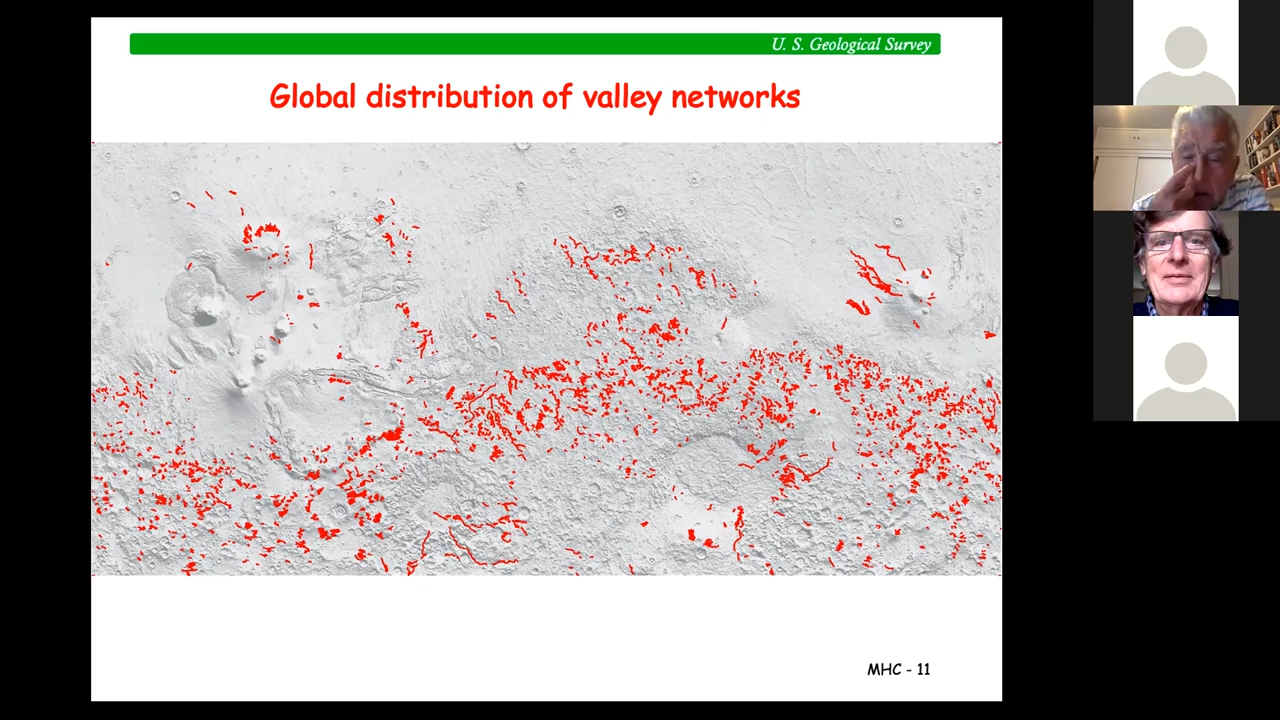 U. S. Geological Survey
Global distribution of valley networks
MHC - 11